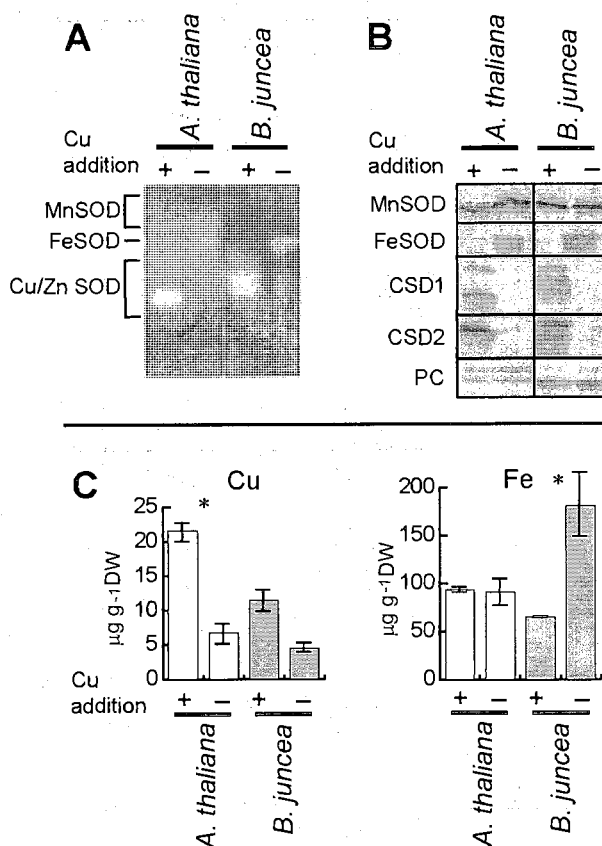 A
B
A. thaliana
B. juncea
A. thaliana
B. juncea
Cu
addition
+ − + −
Cu
addition
+ − + −
MnSOD
FeSOD
Cu/Zn SOD
MnSOD
FeSOD
CSD1
CSD2
PC
C
Cu
*
25
20
15
10
5
0
µg g-1DW
Cu
addition
+ − + −
A. thaliana
B. juncea
Fe *
200
150
100
50
0
µg g-1DW
+ − + −
A. thaliana
B. juncea